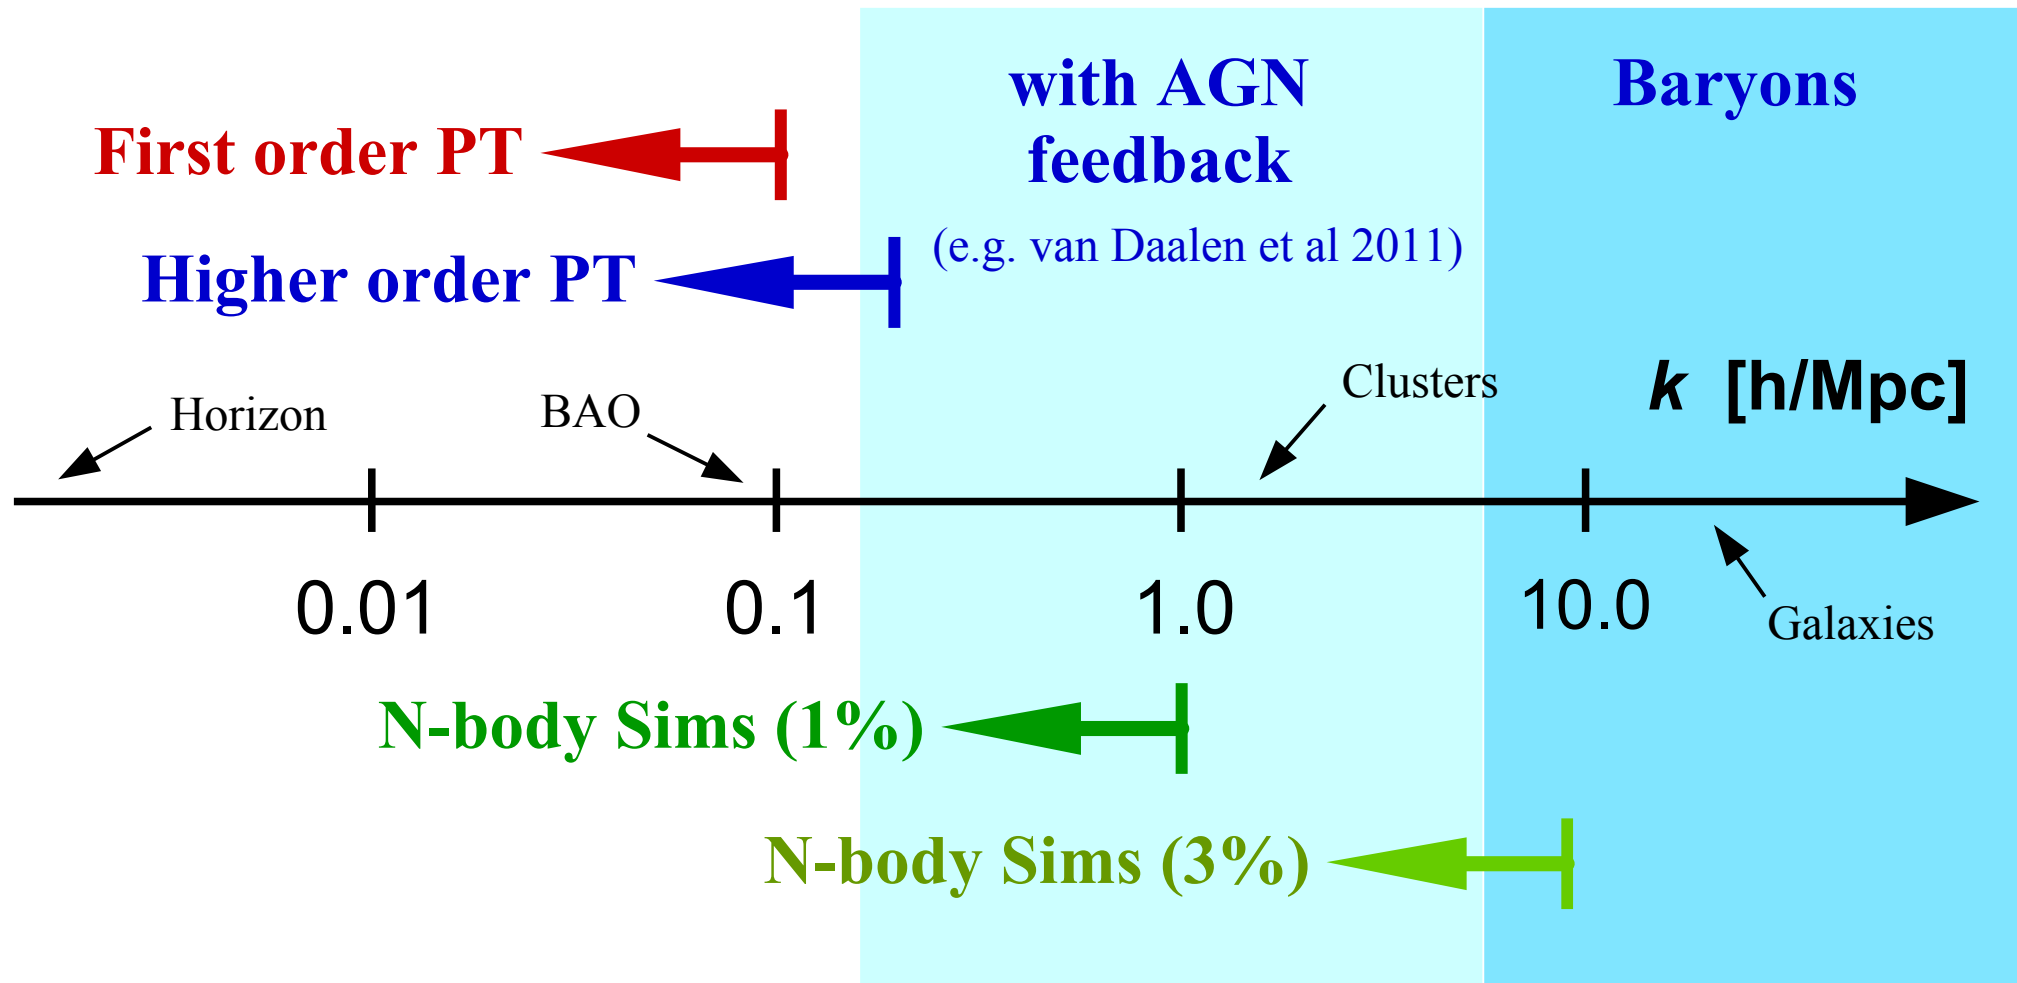 with AGN
feedback
(e.g. van Daalen et al 2011)
Baryons
First order PT
Higher order PT
Horizon
BAO
Clusters
k [h/Mpc]
0.01
0.1
1.0
10.0
Galaxies
N-body Sims (1%)
N-body Sims (3%)